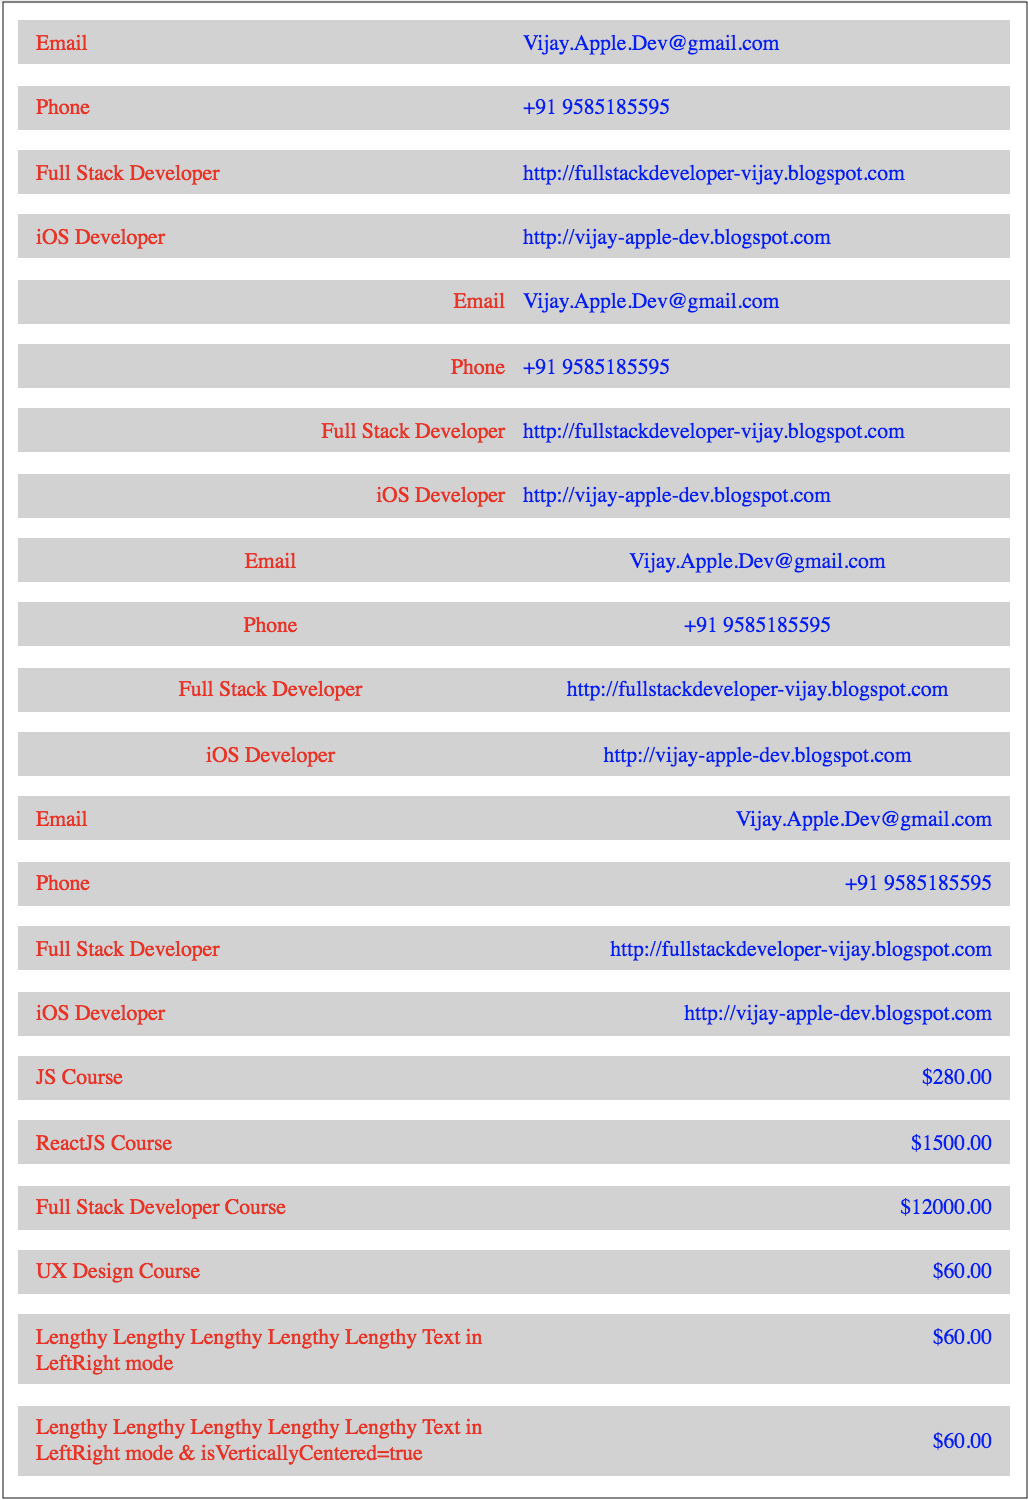 Email Vijay.Apple.Dev@gmail.com
Phone +91 9585185595
Full Stack Developer http://fullstackdeveloper-vijay.blogspot.com
iOS Developer http://vijay-apple-dev.blogspot.com
Email Vijay.Apple.Dev@gmail.com
Phone +91 9585185595
Full Stack Developer http://fullstackdeveloper-vijay.blogspot.com
iOS Developer http://vijay-apple-dev.blogspot.com
Email Vijay.Apple.Dev@gmail.com
Phone +91 9585185595
Full Stack Developer http://fullstackdeveloper-vijay.blogspot.com
iOS Developer http://vijay-apple-dev.blogspot.com
Email Vijay.Apple.Dev@gmail.com
Phone +91 9585185595
Full Stack Developer http://fullstackdeveloper-vijay.blogspot.com
iOS Developer http://vijay-apple-dev.blogspot.com
JS Course $280.00
ReactJS Course $1500.00
Full Stack Developer Course $12000.00
UX Design Course $60.00
Lengthy Lengthy Lengthy Lengthy Lengthy Text in $60.00
LeftRight mode
Lengthy Lengthy Lengthy Lengthy Lengthy Text in
LeftRight mode & isVerticallyCentered=true $60.00